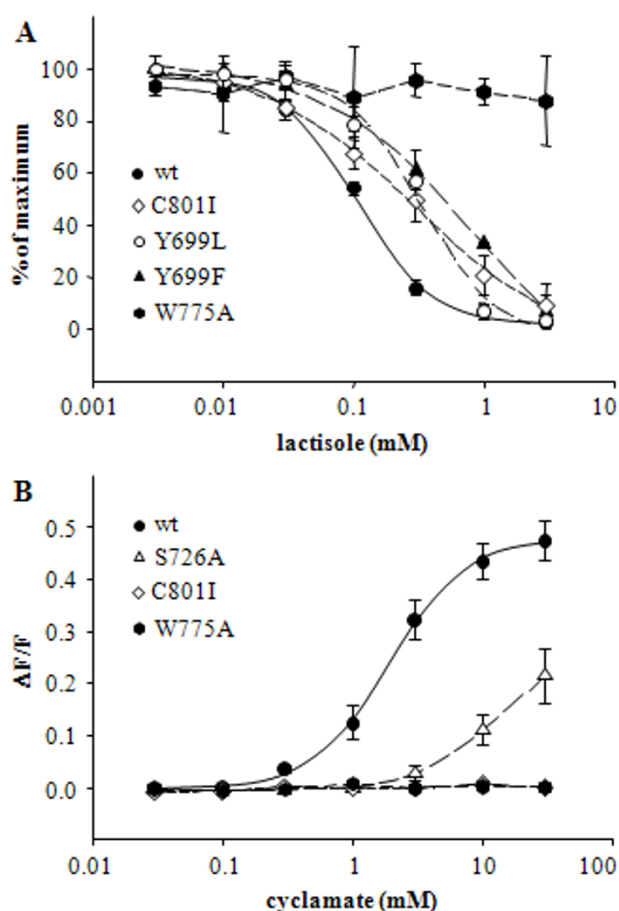 A
% of maximum
100
80
60
40
20
0
wt
C801I
Y699L
Y699F
W775A
0.001
0.01
0.1
1
10
lactisole (mM)
B
ΔF/F
0.5
0.4
0.3
0.2
0.1
0.0
wt
S726A
C801I
W775A
0.01
0.1
1
10
100
cyclamate (mM)